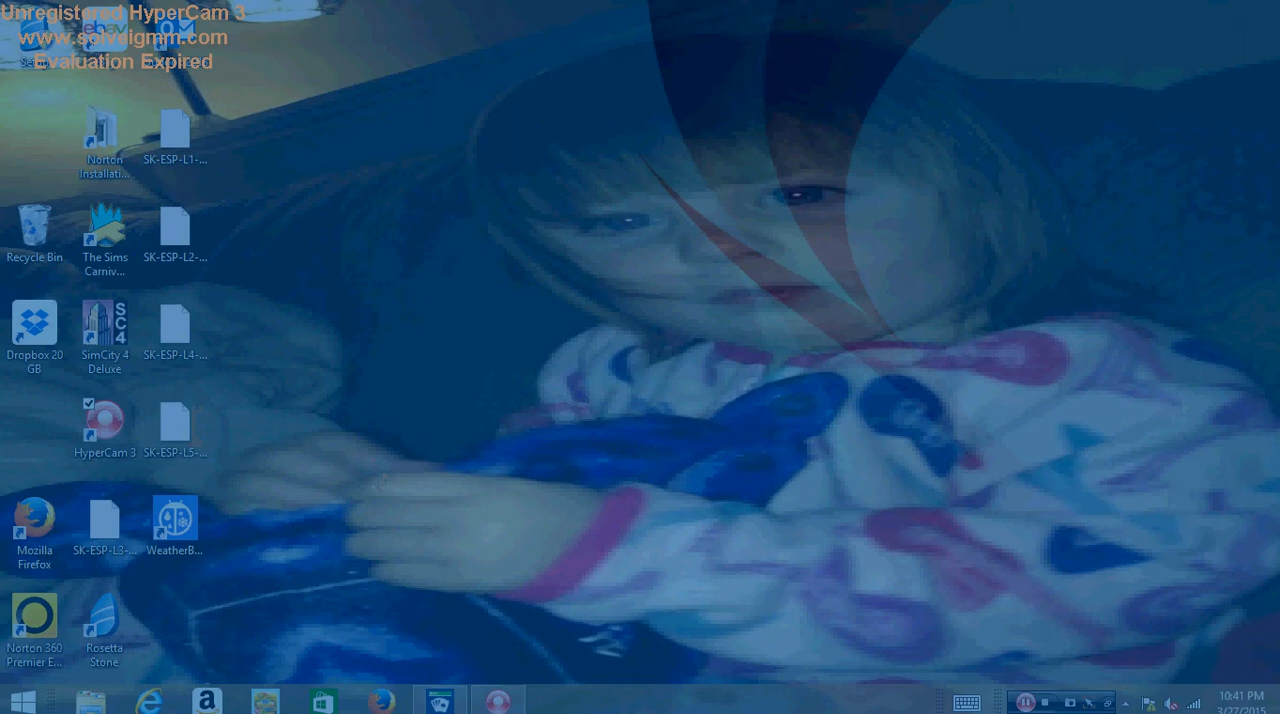 Unregistered HyperCam 3
www.solveigmm.com
Evaluation Expired
ebay
Norton
Installati...
SK-ESP-L1-...
Recycle Bin
The Sims
Carniv...
SK-ESP-L2-...
Dropbox 20
GB
SC4
SimCity 4
Deluxe
SK-ESP-L4-...
HyperCam 3
SK-ESP-L5-...
Mozilla
Firefox
SK-ESP-L3-...
WeatherB...
Norton 360
Premier E...
Rosetta
Stone
10:41 PM
3/27/2015